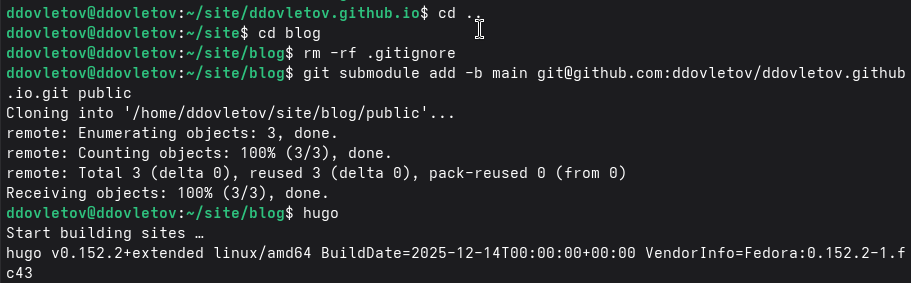 ddovletov@ddovletov:~/site/ddovletov.github.io$ cd ..
ddovletov@ddovletov:~/site$ cd blog
ddovletov@ddovletov:~/site/blog$ rm -rf .gitignore
ddovletov@ddovletov:~/site/blog$ git submodule add -b main git@github.com:ddovletov/ddovletov.github
.io.git public
Cloning into '/home/ddovletov/site/blog/public'...
remote: Enumerating objects: 3, done.
remote: Counting objects: 100% (3/3), done.
remote: Total 3 (delta 0), reused 3 (delta 0), pack-reused 0 (from 0)
Receiving objects: 100% (3/3), done.
ddovletov@ddovletov:~/site/blog$ hugo
Start building sites …
hugo v0.152.2+extended linux/amd64 BuildDate=2025-12-14T00:00:00+00:00 VendorInfo=Fedora:0.152.2-1.f
c43